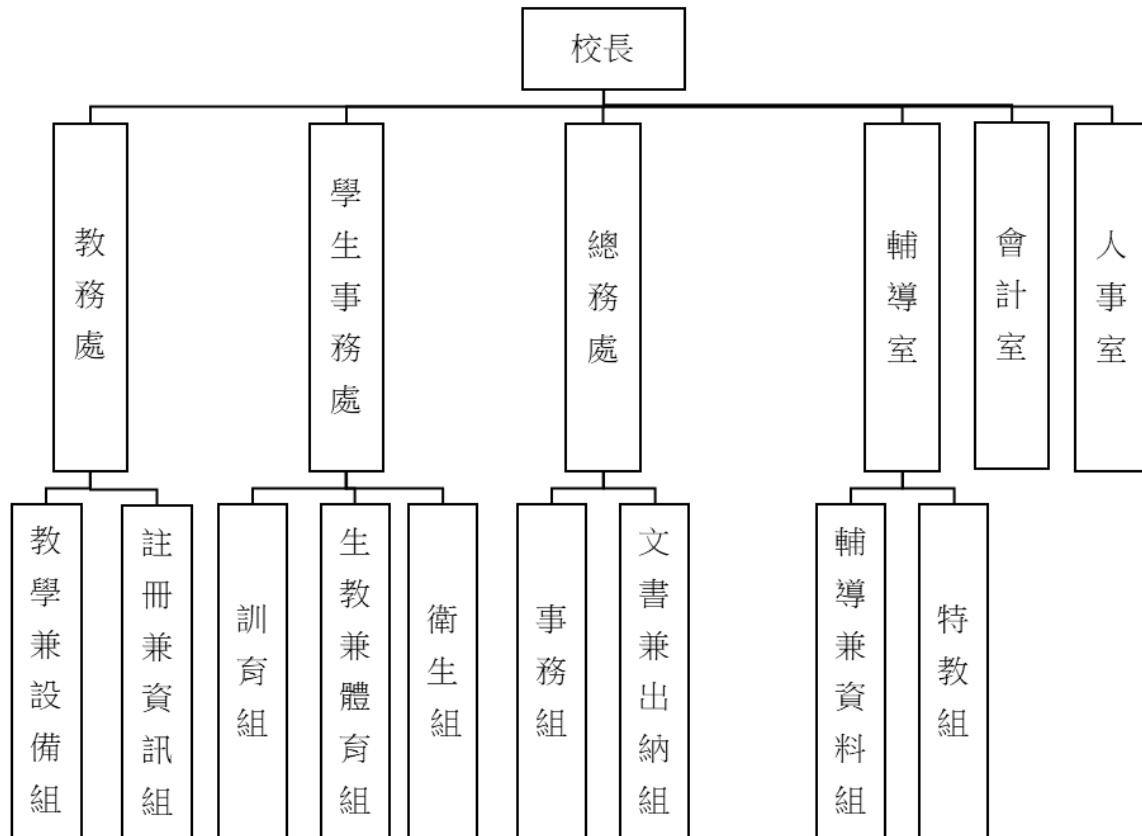 校長
教務處
學生事務處
總務處
輔導室
會計室
人事室
教學兼設備組
註冊兼資訊組
訓育組
生教兼體育組
衛生組
事務組
文書兼出納組
輔導兼資料組
特教組